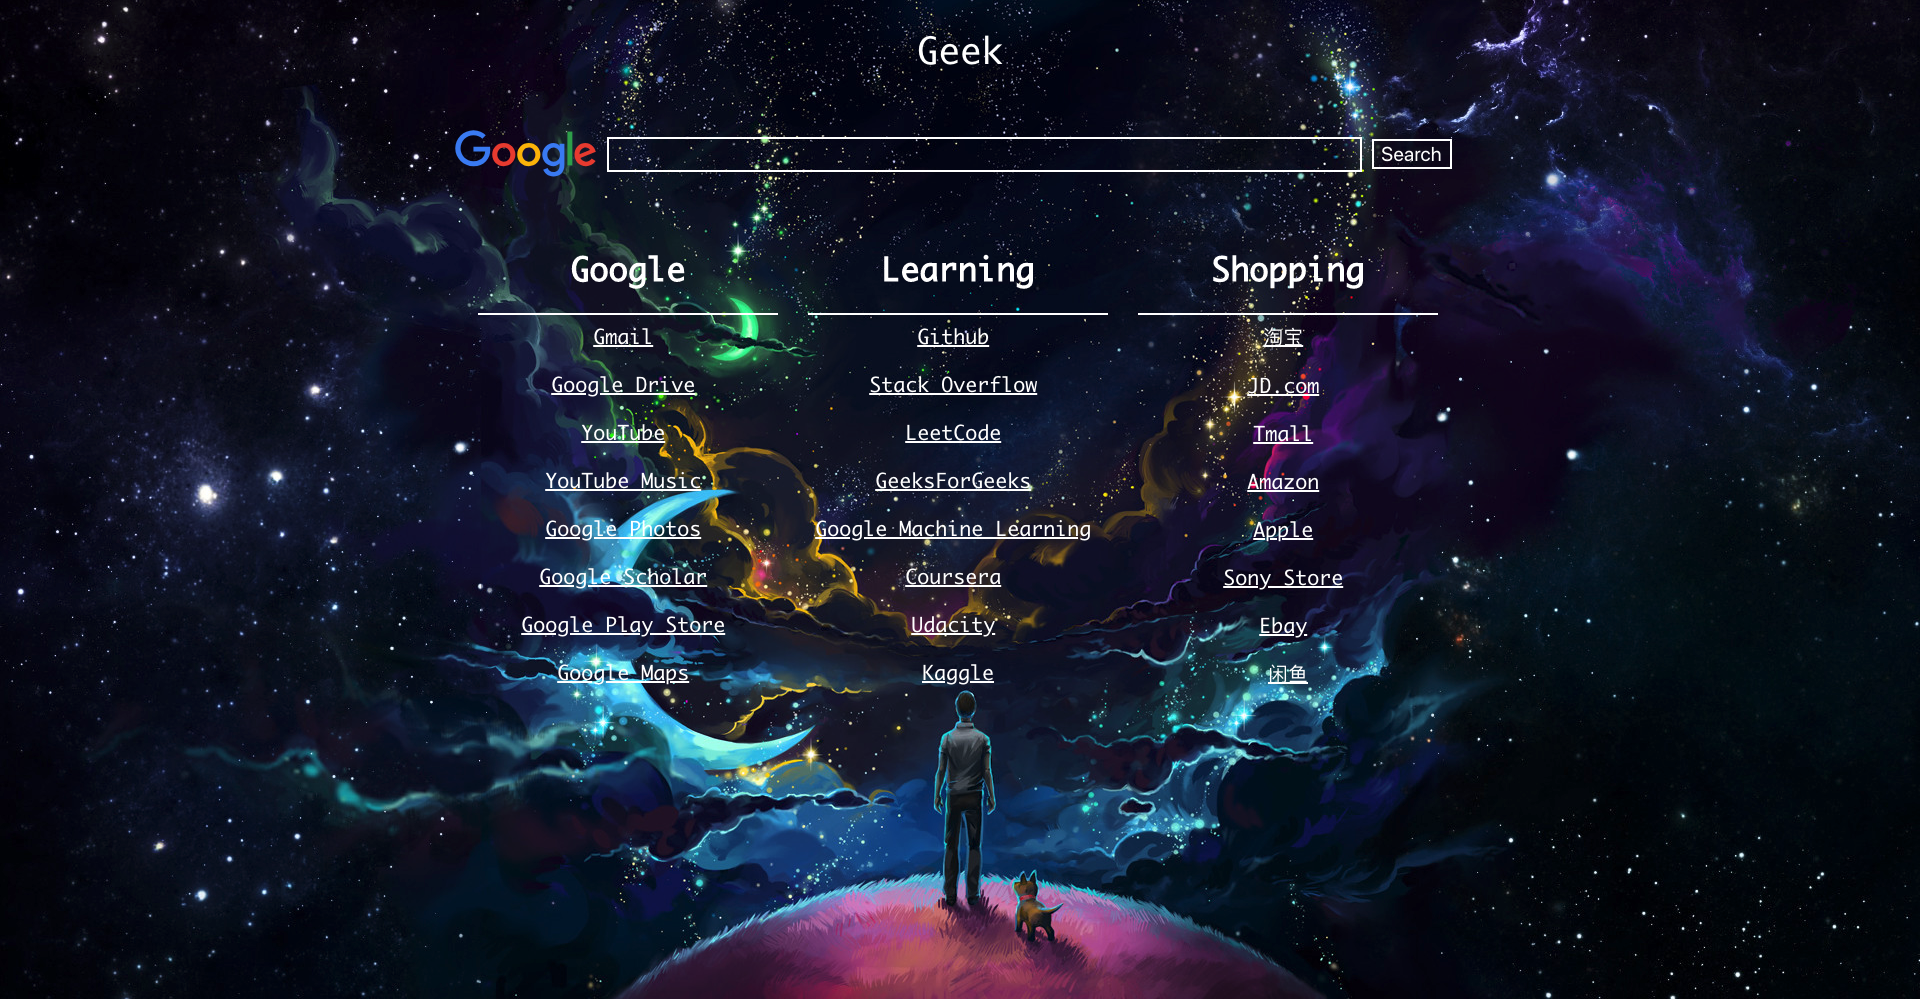 Geek
Google
Search
Google
Gmail
Google Drive
YouTube
YouTube Music
Google Photos
Google Scholar
Google Play Store
Google Maps
Learning
Github
Stack Overflow
LeetCode
GeeksForGeeks
Google Machine Learning
Coursera
Udacity
Kaggle
Shopping
淘宝
JD.com
Tmall
Amazon
Apple
Sony Store
Ebay
闲鱼